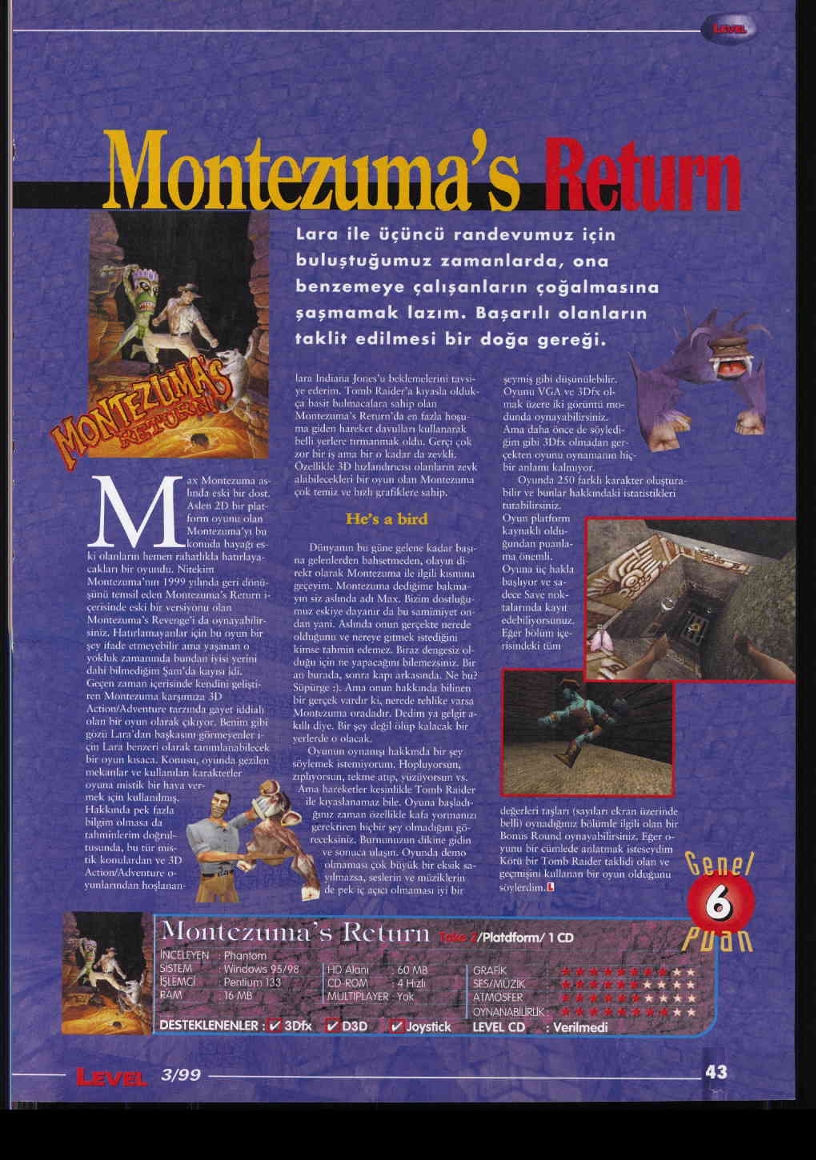 LEVEL
Montezuma's Return
Lara ile üçüncü randevumuz için
buluştuğumuz zamanlarda, ona
benzemeye çalışanların çoğalmasına
şaşmamak lazım. Başarılı olanların
taklit edilmesi bir doğa gereği.
MONTEZUMA'S
RETURN!
Max Montezuma as-
lında eski bir dost.
Aslen 2D bir plat-
form oyunu olan
Montezuma'yı bu
konuda bayağı es-
ki olanların hemen rahatlıkla hatırlaya-
cakları bir oyundu. Nitekim
Montezuma'nın 1999 yılında geri dönü-
şünü temsil eden Montezuma's Return i-
çerisinde eski bir versiyonu olan
Montezuma's Revenge'i da oynayabilir-
siniz. Hatırlamayanlar için bu oyun bir
şey ifade etmeyebilir ama yaşanan o
yokluk zamanında bundan iyisi yerini
dahi bilmediğim Şam'da kayısı idi.
Geçen zaman içerisinde kendini gelişti-
ren Montezuma karşımıza 3D
Action/Adventure tarzında gayet iddialı
olan bir oyun olarak çıkıyor. Benim gibi
gözü Lara'dan başkasını görmeyenler i-
çin Lara benzeri olarak tanımlanabilecek
bir oyun kısaca. Konusu, oyunda gezilen
mekanlar ve kullanılan karakterler
oyuna mistik bir hava ver-
mek için kullanılmış.
Hakkında pek fazla
bilgim olmasa da
tahminlerim doğrul-
tusunda, bu tür mis-
tik konulardan ve 3D
Action/Adventure o-
yunlarından hoşlanan-
lara Indiana Jones'u beklemelerini tavsi-
ye ederim. Tomb Raider'a kıyasla olduk-
ça basit bulmacalara sahip olan
Montezuma's Return'da en fazla hoşu-
ma giden hareket davulları kullanarak
belli yerlere tırmanmak oldu. Gerçi çok
zor bir iş ama bir o kadar da zevkli.
Özellikle 3D hızlandırıcısı olanların zevk
alabilecekleri bir oyun olan Montezuma
çok temiz ve hızlı grafiklere sahip.
He's a bird
Dünyanın bu güne gelene kadar başı-
na gelenlerden bahsetmeden, olayın di-
rekt olarak Montezuma ile ilgili kısmına
geçeyim. Montezuma dediğime bakma-
yın siz aslında adı Max. Bizim dostluğu-
muz eskiye dayanır da bu samimiyet on-
dan yani. Aslında onun gerçekte nerede
olduğunu ve nereye gitmek istediğini
kimse tahmin edemez. Biraz dengesiz ol-
duğu için ne yapacağını bilemezsiniz. Bir
an burada, sonra kapı arkasında. Ne bu?
Süpürge :). Ama onun hakkında bilinen
bir gerçek vardır ki, nerede tehlike varsa
Montezuma oradadır. Dedim ya gelgit a-
kıllı diye. Bir şey değil ölüp kalacak bir
yerlerde o olacak.
Oyunun oynanışı hakkında bir şey
söylemek istemiyorum. Hopluyorsun,
zıplıyorsun, tekme atıp, yüzüyorsun vs.
Ama hareketler kesinlikle Tomb Raider
ile kıyaslanamaz bile. Oyuna başladı-
ğınız zaman özellikle kafa yormanızı
gerektiren hiçbir şey olmadığını gö-
receksiniz. Burnunuzun dikine gidin
ve sonuca ulaşın. Oyunda demo
olmaması çok büyük bir eksik sa-
yılmazsa, seslerin ve müziklerin
de pek iç açıcı olmaması iyi bir
şeymiş gibi düşünülebilir.
Oyunu VGA ve 3Dfx ol-
mak üzere iki görüntü mo-
dunda oynayabilirsiniz.
Ama daha önce de söyledi-
ğim gibi 3Dfx olmadan ger-
çekten oyunu oynamanın hiç-
bir anlamı kalmıyor.
Oyunda 250 farklı karakter oluştura-
bilir ve bunlar hakkındaki istatistikleri
tutabilirsiniz.
Oyun platform
kaynaklı oldu-
ğundan puanla-
ma önemli.
Oyuna üç hakla
başlıyor ve sa-
dece Save nok-
talarında kayıt
edebiliyorsunuz.
Eğer bölüm içe-
risindeki tüm
değerleri taşları (sayıları ekran üzerinde
belli) oynadığınız bölümle ilgili olan bir
Bonus Round oynayabilirsiniz. Eğer o-
yunu bir cümlede anlatmak isteseydim
Kötü bir Tomb Raider taklidi olan ve
geçmişini kullanan bir oyun olduğunu
söylerdim.
Genel
6
Puan
Montezuma's Return Take 2/Platdform/ 1 CD
İNCELEYEN : Phantom
SİSTEM : Windows 95/98
İŞLEMCİ : Pentium 133
RAM : 16 MB
HD Alanı : 60 MB
CD-ROM : 4 Hızlı
MULTIPLAYER : Yok
GRAFİK :
SES/MÜZİK :
ATMOSFER :
OYNANABİLİRLİK :
DESTEKLENENLER : 3Dfx D3D Joystick
LEVEL CD : Verilmedi
LEVEL 3/99
43